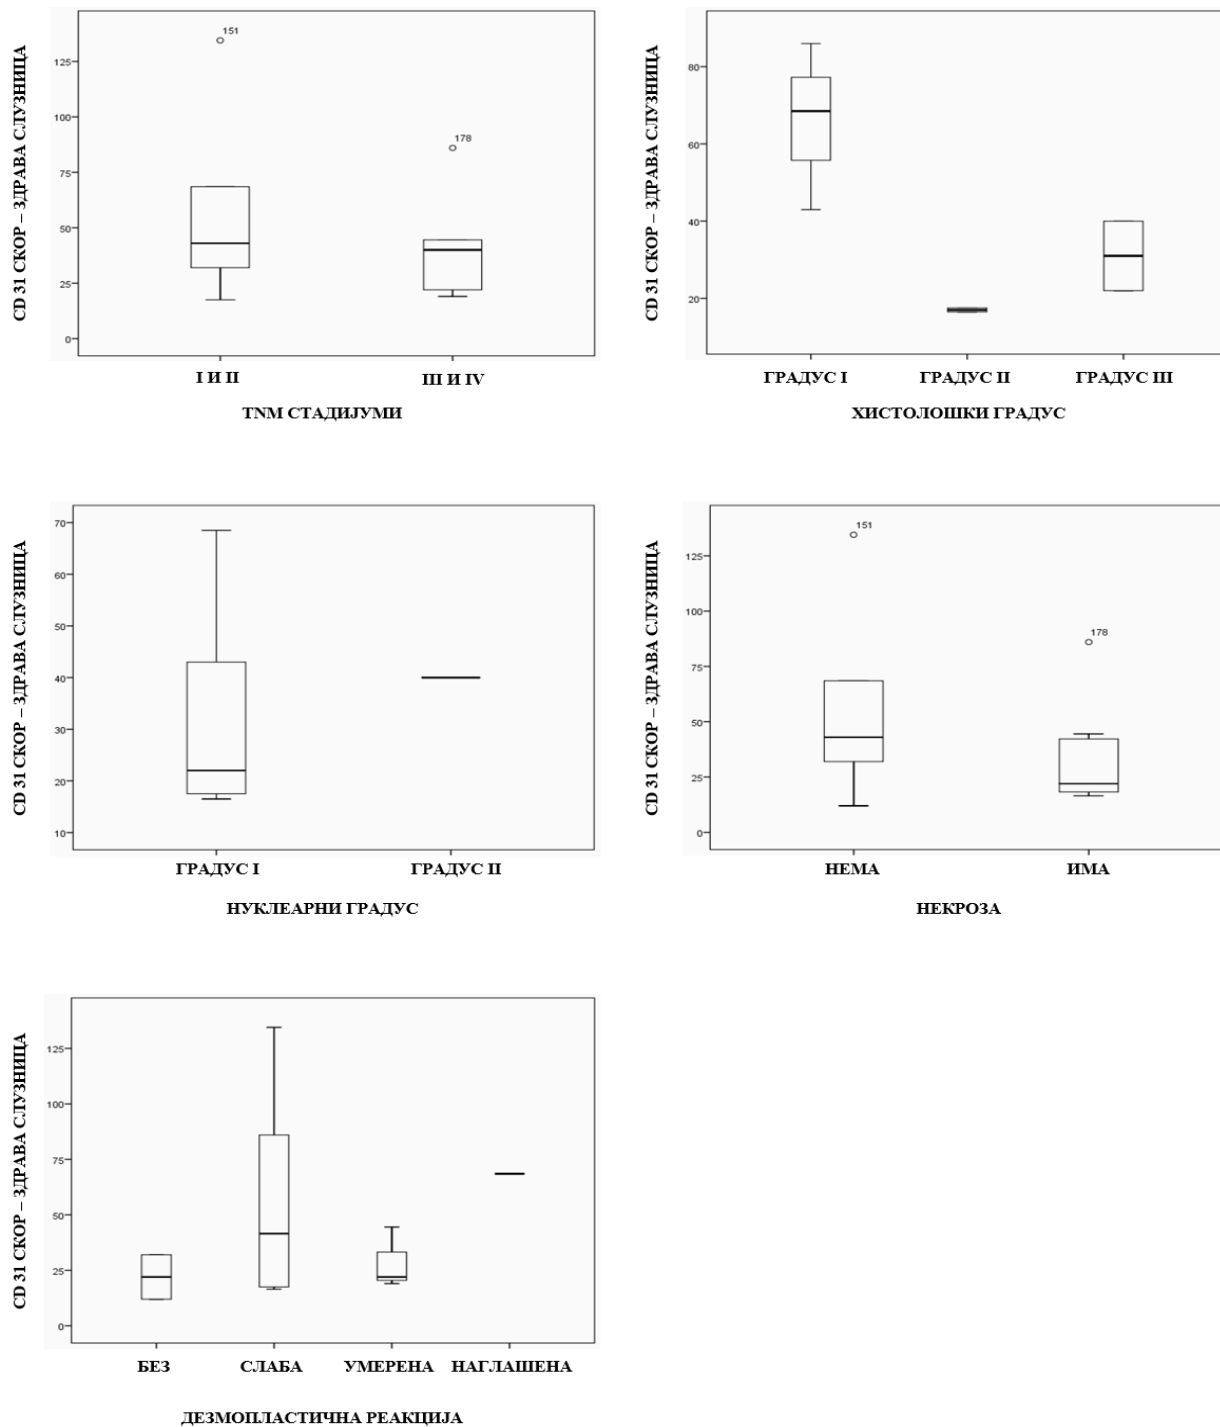 CD 31 СКОР – ЗДРАВА СЛУЗНИЦА
125
100
75
50
25
0
151
178
I И II
III И IV
TNM СТАДИЈУМИ
CD 31 СКОР – ЗДРАВА СЛУЗНИЦА
80
60
40
20
ГРАДУС I
ГРАДУС II
ГРАДУС III
ХИСТОЛОШКИ ГРАДУС
CD 31 СКОР – ЗДРАВА СЛУЗНИЦА
70
60
50
40
30
20
10
ГРАДУС I
ГРАДУС II
НУКЛЕАРНИ ГРАДУС
CD 31 СКОР – ЗДРАВА СЛУЗНИЦА
125
100
75
50
25
0
151
178
НЕМА
ИМА
НЕКРОЗА
CD 31 СКОР – ЗДРАВА СЛУЗНИЦА
125
100
75
50
25
0
БЕЗ
СЛАБА
УМЕРЕНА
НАГЛАШЕНА
ДЕЗМОПЛАСТИЧНА РЕАКЦИЈА